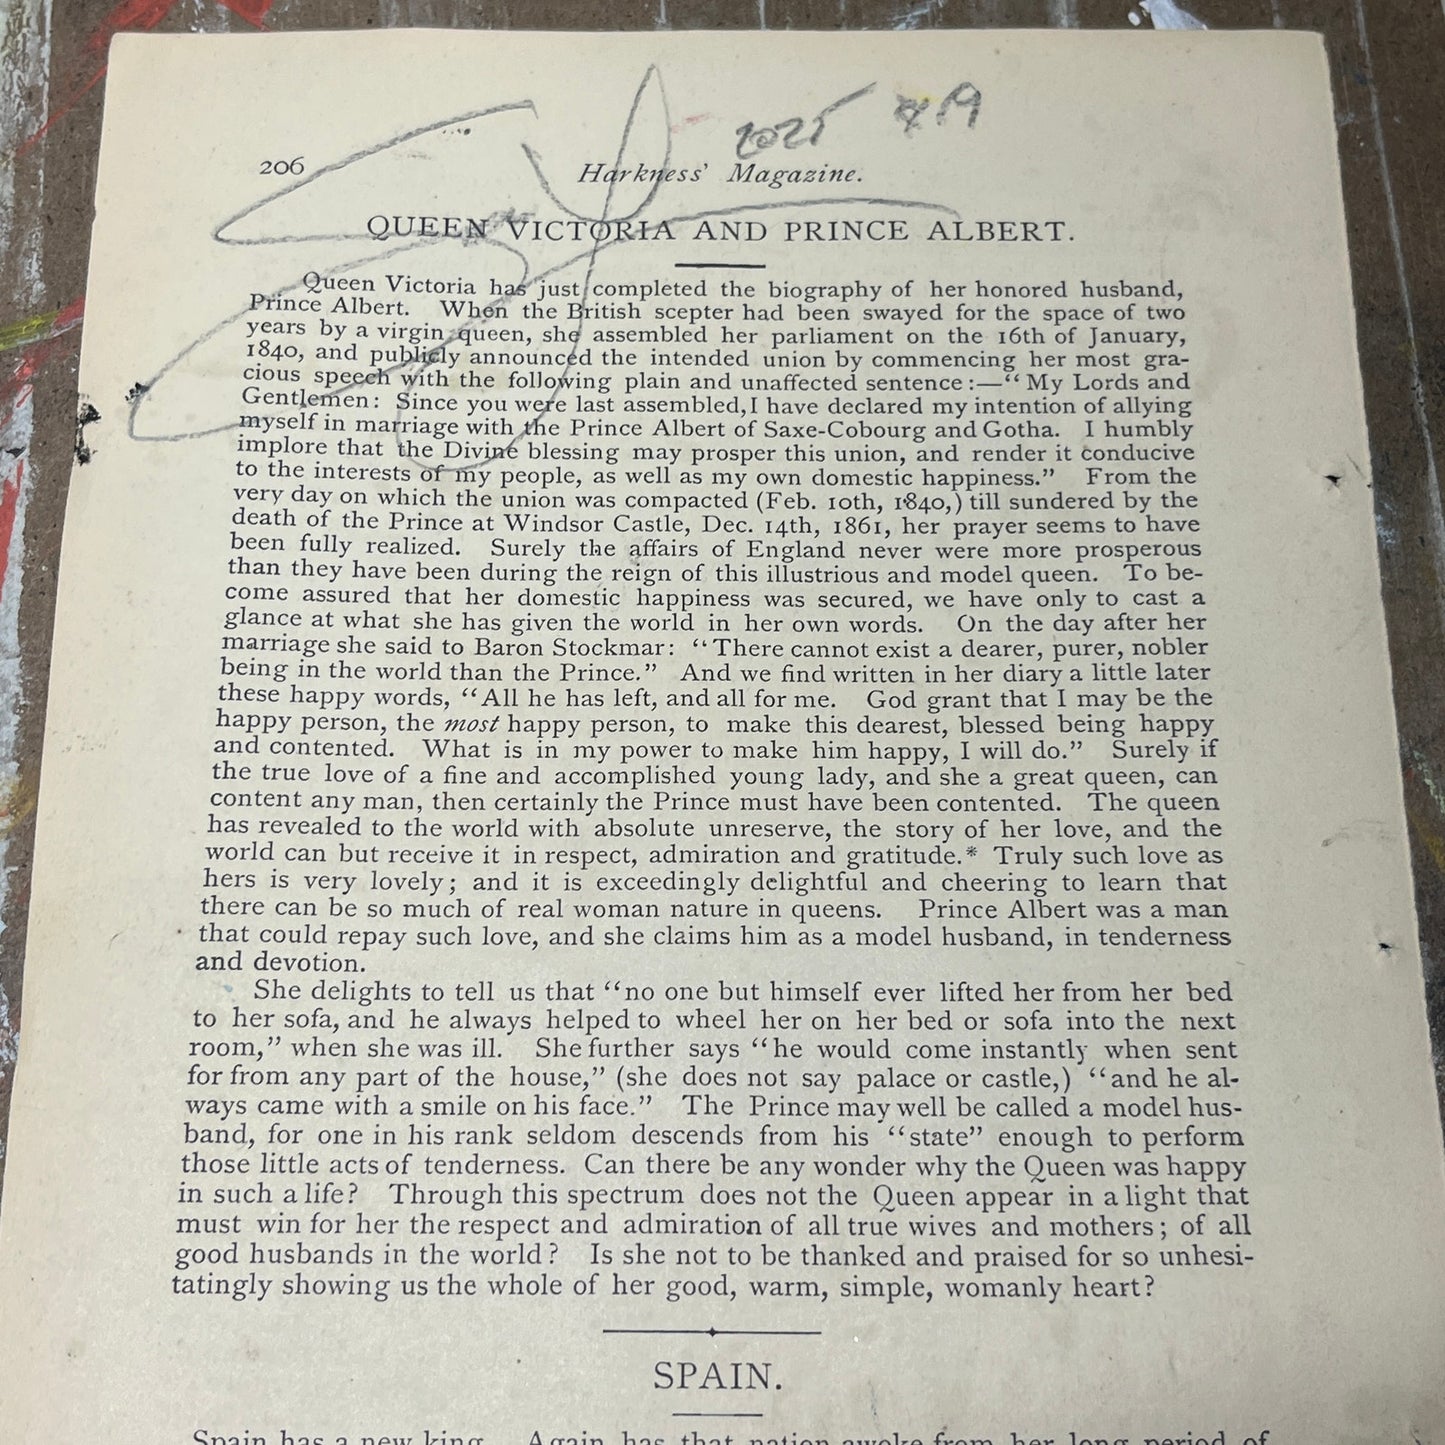 2025 419
206 Harkness' Magazine.
QUEEN VICTORIA AND PRINCE ALBERT.
Queen Victoria has just completed the biography of her honored husband,
Prince Albert. When the British scepter had been swayed for the space of two
years by a virgin queen, she assembled her parliament on the 16th of January,
1840, and publicly announced the intended union by commencing her most gra-
cious speech with the following plain and unaffected sentence:—“My Lords and
Gentlemen: Since you were last assembled, I have declared my intention of allying
myself in marriage with the Prince Albert of Saxe-Cobourg and Gotha. I humbly
implore that the Divine blessing may prosper this union, and render it conducive
to the interests of my people, as well as my own domestic happiness.” From the
very day on which the union was compacted (Feb. 10th, 1840,) till sundered by the
death of the Prince at Windsor Castle, Dec. 14th, 1861, her prayer seems to have
been fully realized. Surely the affairs of England never were more prosperous
than they have been during the reign of this illustrious and model queen. To be-
come assured that her domestic happiness was secured, we have only to cast a
glance at what she has given the world in her own words. On the day after her
marriage she said to Baron Stockmar: “There cannot exist a dearer, purer, nobler
being in the world than the Prince.” And we find written in her diary a little later
these happy words, “All he has left, and all for me. God grant that I may be the
happy person, the most happy person, to make this dearest, blessed being happy
and contented. What is in my power to make him happy, I will do.” Surely if
the true love of a fine and accomplished young lady, and she a great queen, can
content any man, then certainly the Prince must have been contented. The queen
has revealed to the world with absolute unreserve, the story of her love, and the
world can but receive it in respect, admiration and gratitude.* Truly such love as
hers is very lovely; and it is exceedingly delightful and cheering to learn that
there can be so much of real woman nature in queens. Prince Albert was a man
that could repay such love, and she claims him as a model husband, in tenderness
and devotion.
She delights to tell us that “no one but himself ever lifted her from her bed
to her sofa, and he always helped to wheel her on her bed or sofa into the next
room,” when she was ill. She further says “he would come instantly when sent
for from any part of the house,” (she does not say palace or castle,) “and he al-
ways came with a smile on his face.” The Prince may well be called a model hus-
band, for one in his rank seldom descends from his “state” enough to perform
those little acts of tenderness. Can there be any wonder why the Queen was happy
in such a life? Through this spectrum does not the Queen appear in a light that
must win for her the respect and admiration of all true wives and mothers; of all
good husbands in the world? Is she not to be thanked and praised for so unhesi-
tatingly showing us the whole of her good, warm, simple, womanly heart?
SPAIN.
Spain has a new king. Again has that nation awoke from her long period of